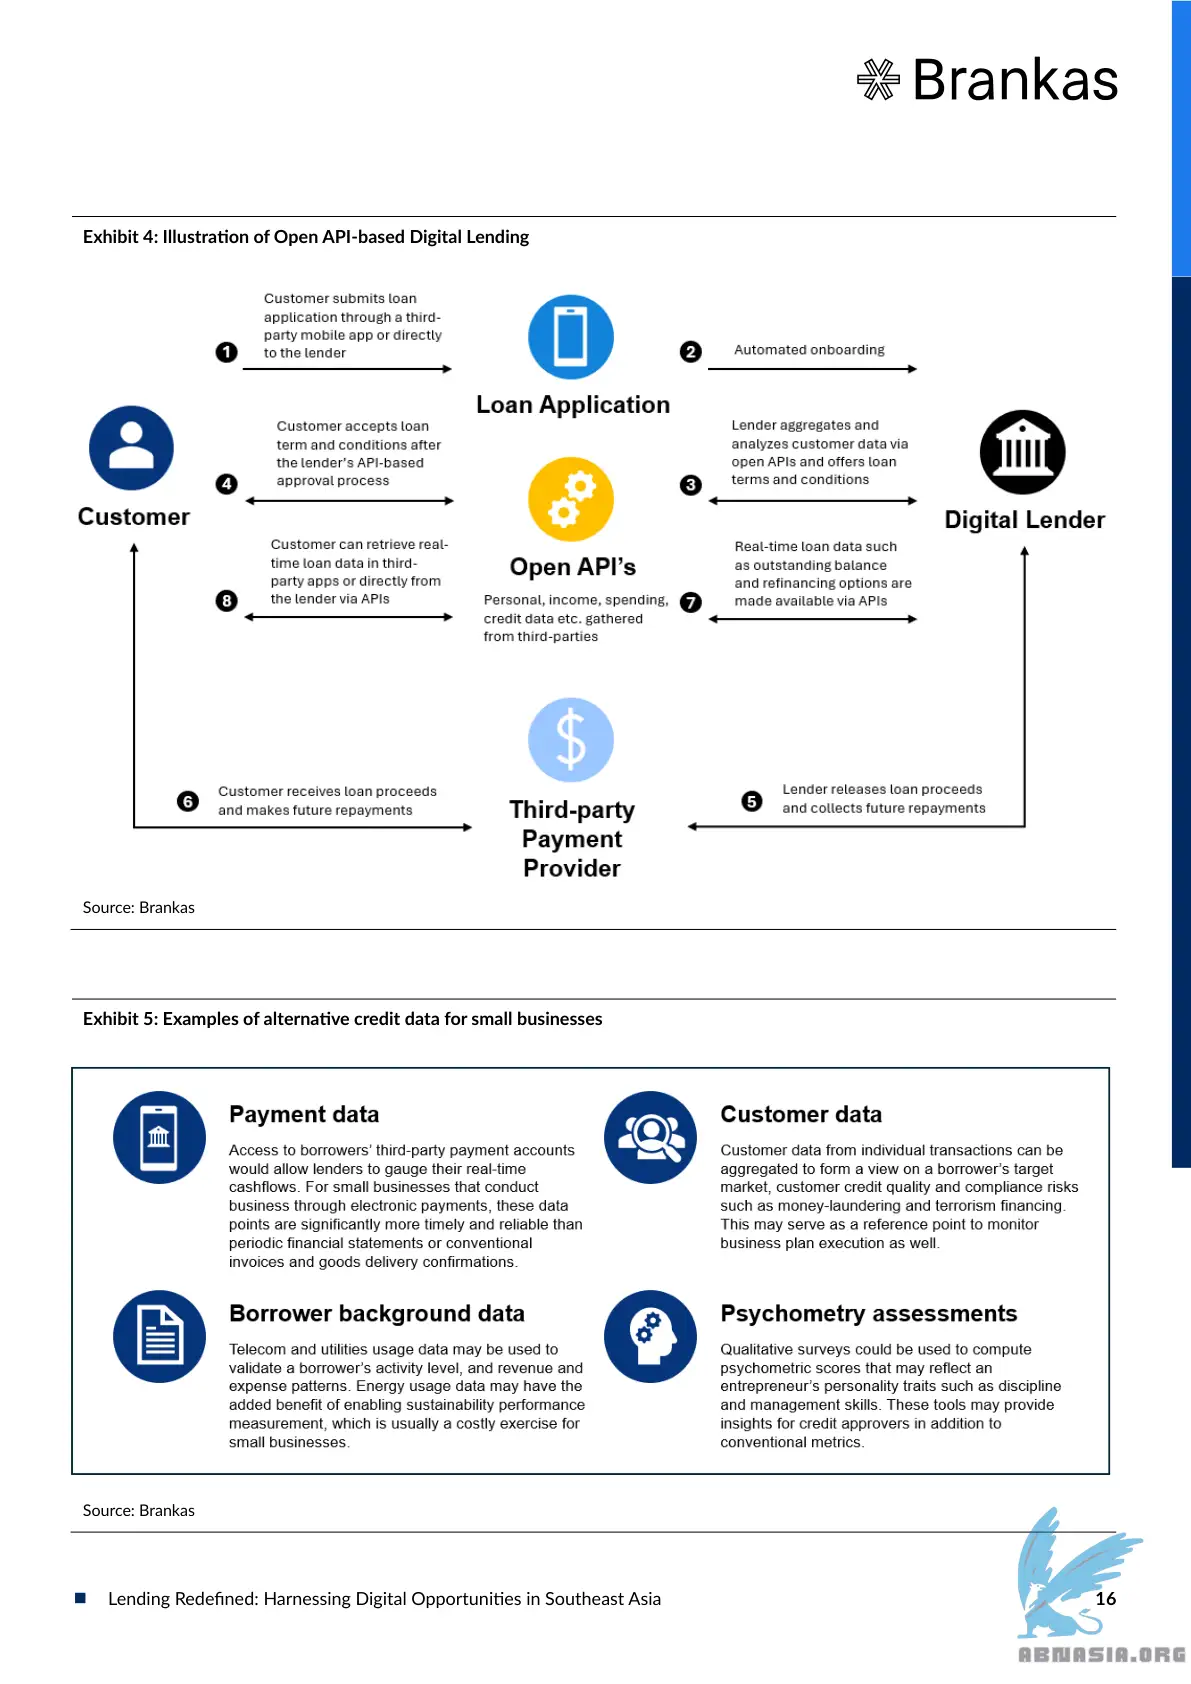 Brankas
Exhibit 4: Illustration of Open API-based Digital Lending
1
Customer submits loan
application through a third-
party mobile app or directly
to the lender
Loan Application
2
Automated onboarding
Customer
4
Customer accepts loan
term and conditions after
the lender's API-based
approval process
3
Lender aggregates and
analyzes customer data via
open APIs and offers loan
terms and conditions
Digital Lender
8
Customer can retrieve real-
time loan data in third-
party apps or directly from
the lender via APIs
Open API's
Personal, income, spending,
credit data etc. gathered
from third-parties
7
Real-time loan data such
as outstanding balance
and refinancing options are
made available via APIs
6
Customer receives loan proceeds
and makes future repayments
$
Third-party
Payment
Provider
5
Lender releases loan proceeds
and collects future repayments
Source: Brankas
Exhibit 5: Examples of alternative credit data for small businesses
Payment data
Access to borrowers' third-party payment accounts
would allow lenders to gauge their real-time
cashflows. For small businesses that conduct
business through electronic payments, these data
points are significantly more timely and reliable than
periodic financial statements or conventional
invoices and goods delivery confirmations.
Customer data
Customer data from individual transactions can be
aggregated to form a view on a borrower's target
market, customer credit quality and compliance risks
such as money-laundering and terrorism financing.
This may serve as a reference point to monitor
business plan execution as well.
Borrower background data
Telecom and utilities usage data may be used to
validate a borrower's activity level, and revenue and
expense patterns. Energy usage data may have the
added benefit of enabling sustainability performance
measurement, which is usually a costly exercise for
small businesses.
Psychometry assessments
Qualitative surveys could be used to compute
psychometric scores that may reflect an
entrepreneur's personality traits such as discipline
and management skills. These tools may provide
insights for credit approvers in addition to
conventional metrics.
Source: Brankas
Lending Redefined: Harnessing Digital Opportunities in Southeast Asia
16
ABNASIA.ORG